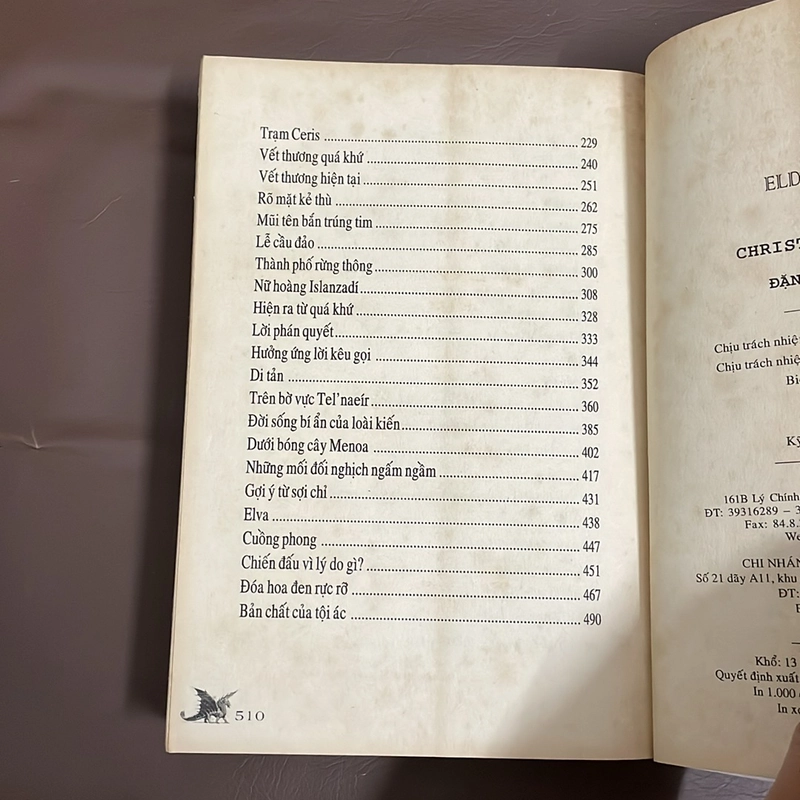 Trạm Ceris 229
Vết thương quá khứ 240
Vết thương hiện tại 251
Rõ mặt kẻ thù 262
Mũi tên bắn trúng tim 275
Lễ cầu đảo 285
Thành phố rừng thông 300
Nữ hoàng Islanzadí 308
Hiện ra từ quá khứ 328
Lời phán quyết 333
Hưởng ứng lời kêu gọi 344
Di tản 352
Trên bờ vực Tel'naeír 360
Đời sống bí ẩn của loài kiến 385
Dưới bóng cây Menoa 402
Những mối đối nghịch ngấm ngầm 417
Gợi ý từ sợi chỉ 431
Elva 438
Cuồng phong 447
Chiến đấu vì lý do gì? 451
Đóa hoa đen rực rỡ 467
Bản chất của tội ác 490
510
ELD
CHRIST
ĐẶN
Chịu trách nhiệ
Chịu trách nhiệ
Bi
Kỹ
161B Lý Chính
ĐT: 39316289 – 3
Fax: 84.8.
We
CHI NHÁN
Số 21 dãy A11, khu
ĐT:
Khổ: 13
Quyết định xuất
In 1.000
In xo